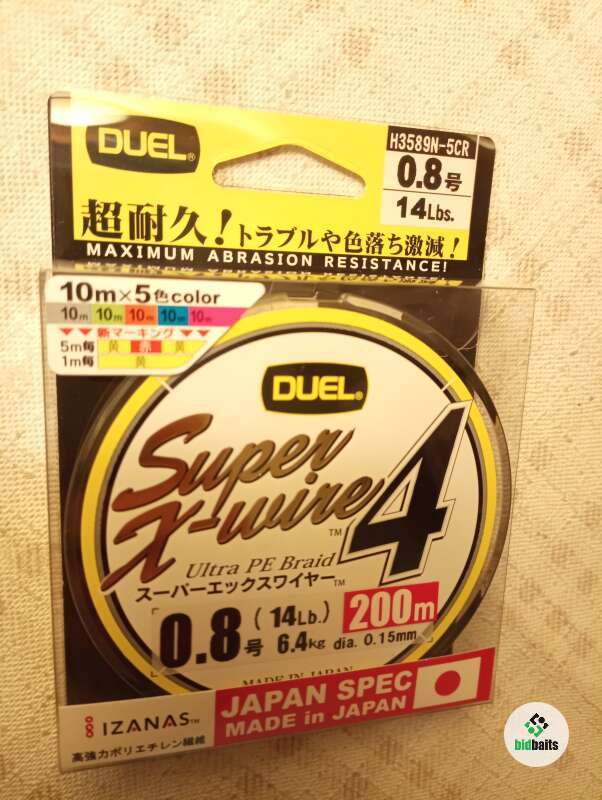 DUEL®
H3589N-5CR
0.8号
14Lbs.
超耐久! トラブルや色落ち激減!
MAXIMUM ABRASION RESISTANCE!
10m×5色color
10m 10m 10m 10m 10m
新マーキング
5m毎 黄 赤 黄
1m毎 黄
DUEL®
Super
X-wire™ 4
Ultra PE Braid
スーパーエックスワイヤー™
0.8号 (14Lb.) 200m
6.4kg dia. 0.15mm
MADE IN JAPAN
IZANAS™
高強力ポリエチレン繊維
JAPAN SPEC
MADE in JAPAN
bidbaits